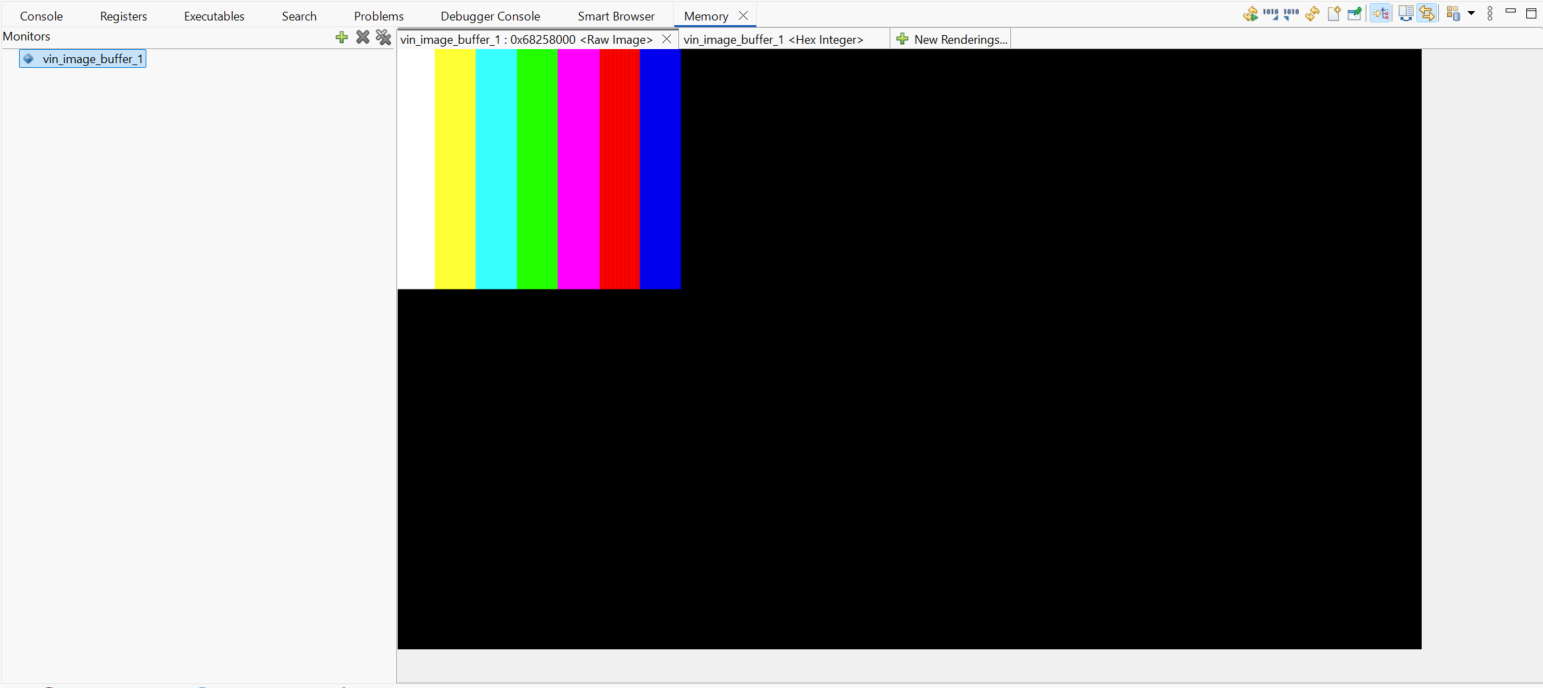 Console Registers Executables Search Problems Debugger Console Smart Browser Memory
Monitors
vin_image_buffer_1 : 0x68258000 <Raw Image> vin_image_buffer_1 <Hex Integer> New Renderings...
vin_image_buffer_1